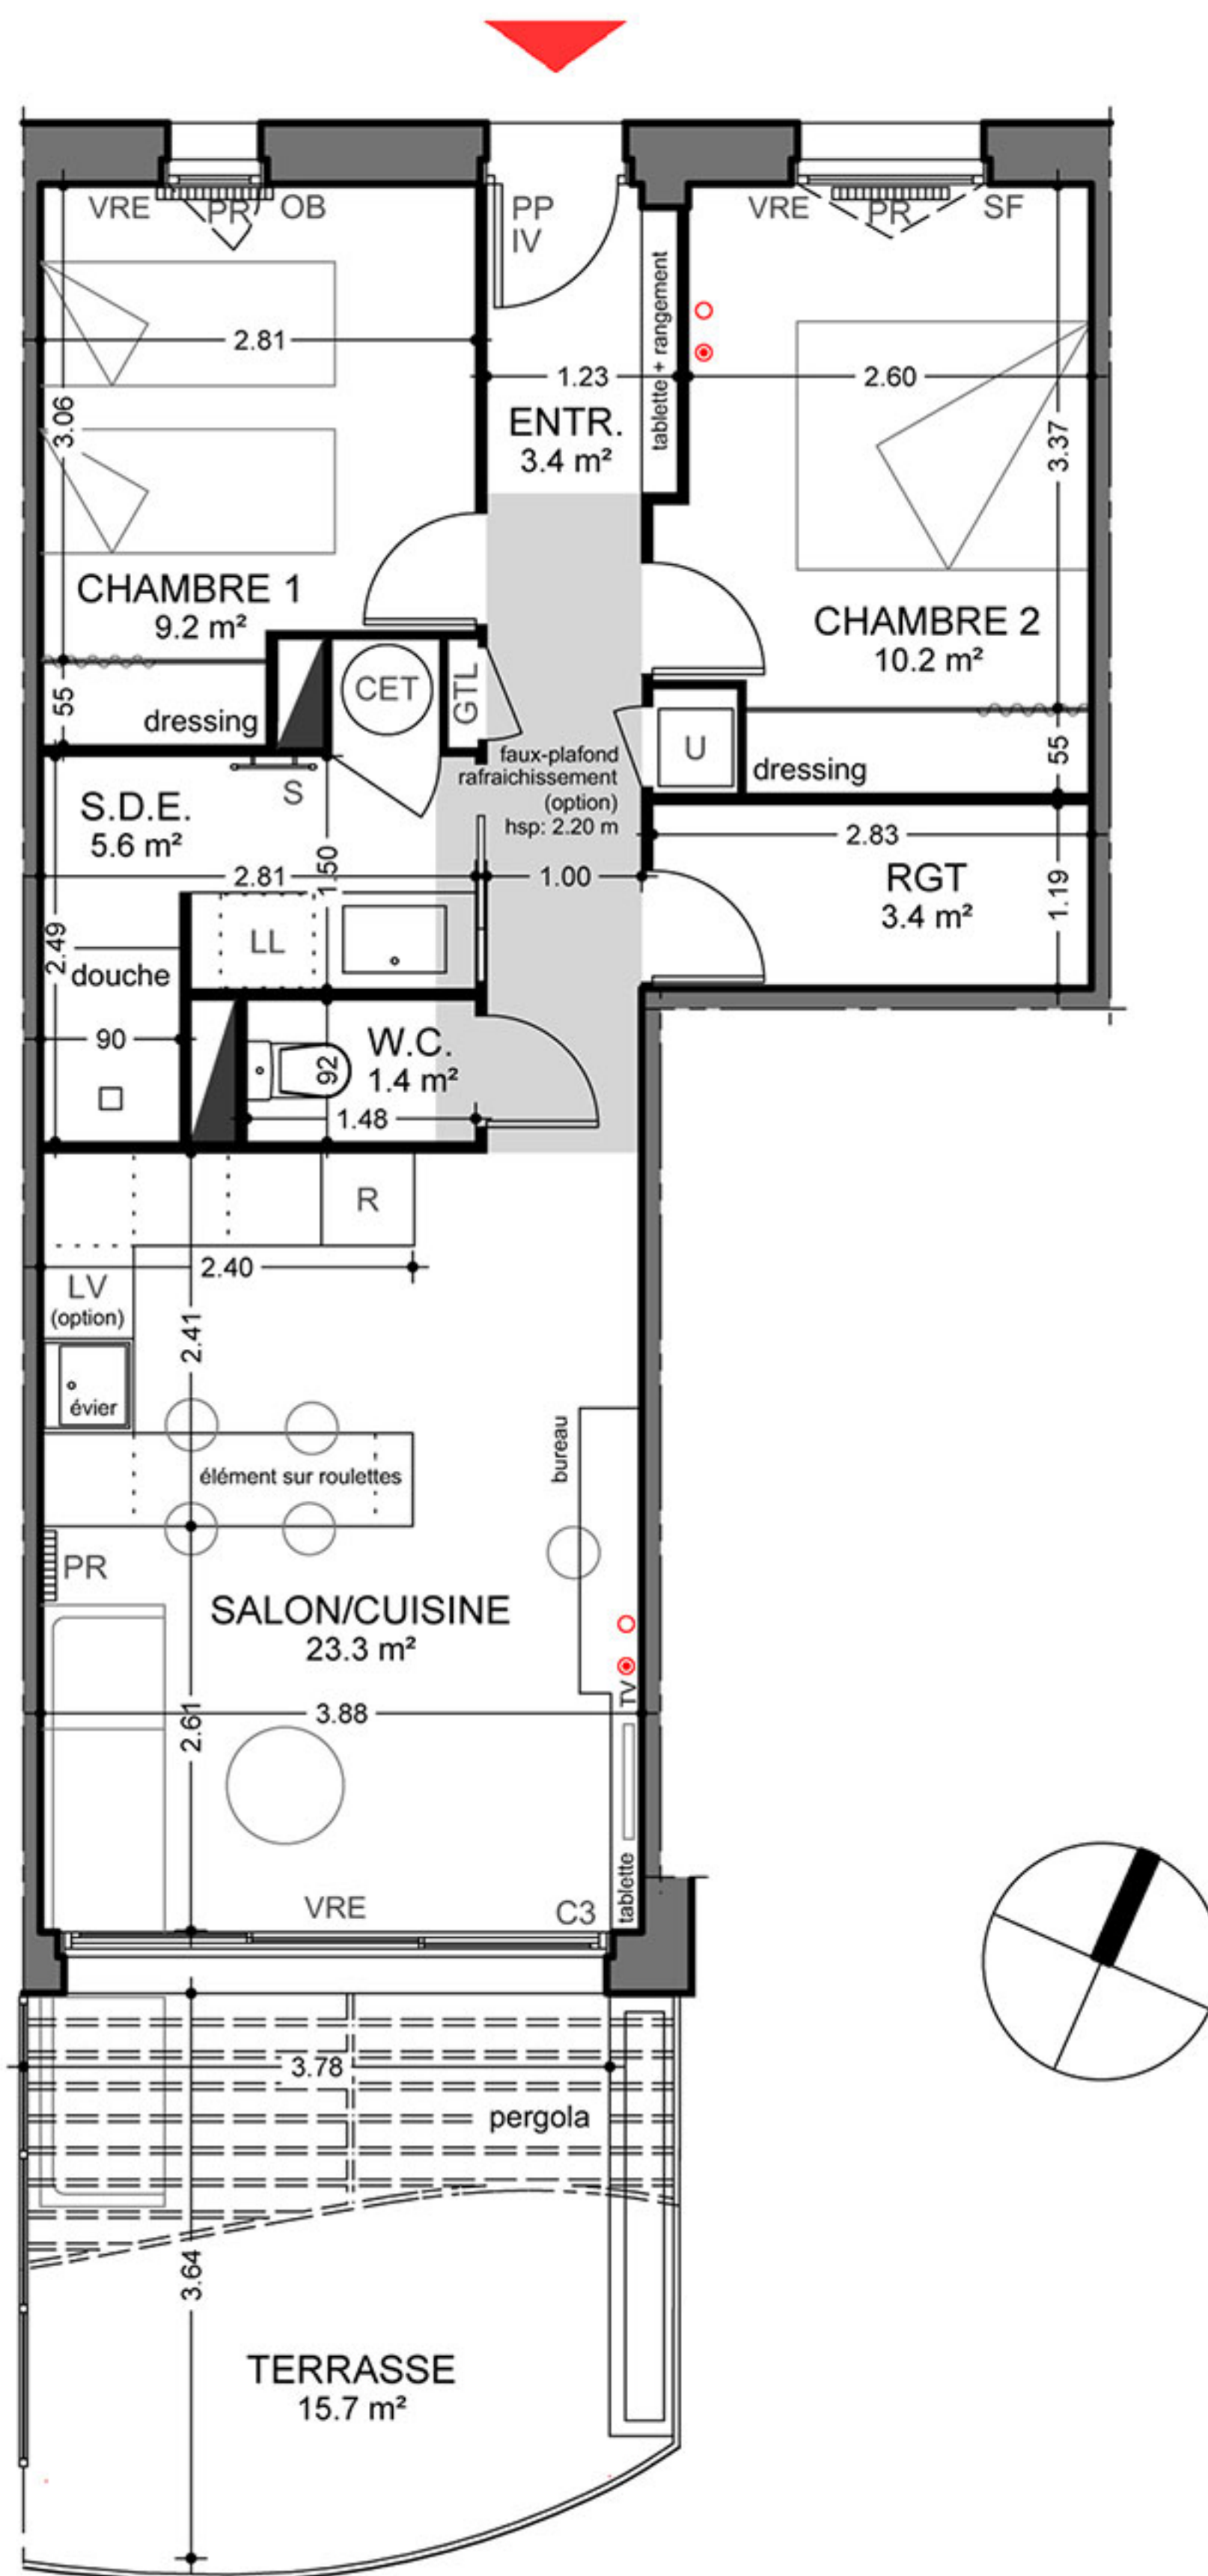 VRE
PR
OB
PP
IV
VRE
PR
SF
2.81
1.23
2.60
tablette + rangement
3.06
ENTR.
3.4 m²
3.37
CHAMBRE 1
9.2 m²
CHAMBRE 2
10.2 m²
55
dressing
CET
GTL
U
dressing
55
faux-plafond
rafraichissement
(option)
hsp: 2.20 m
S
S.D.E.
5.6 m²
2.81
1.50
1.00
2.83
RGT
3.4 m²
1.19
2.49
LL
douche
90
W.C.
1.4 m²
92
1.48
R
2.40
LV
(option)
2.41
évier
élément sur roulettes
bureau
PR
SALON/CUISINE
23.3 m²
TV
3.88
2.61
tablette
VRE
C3
3.78
pergola
3.64
TERRASSE
15.7 m²